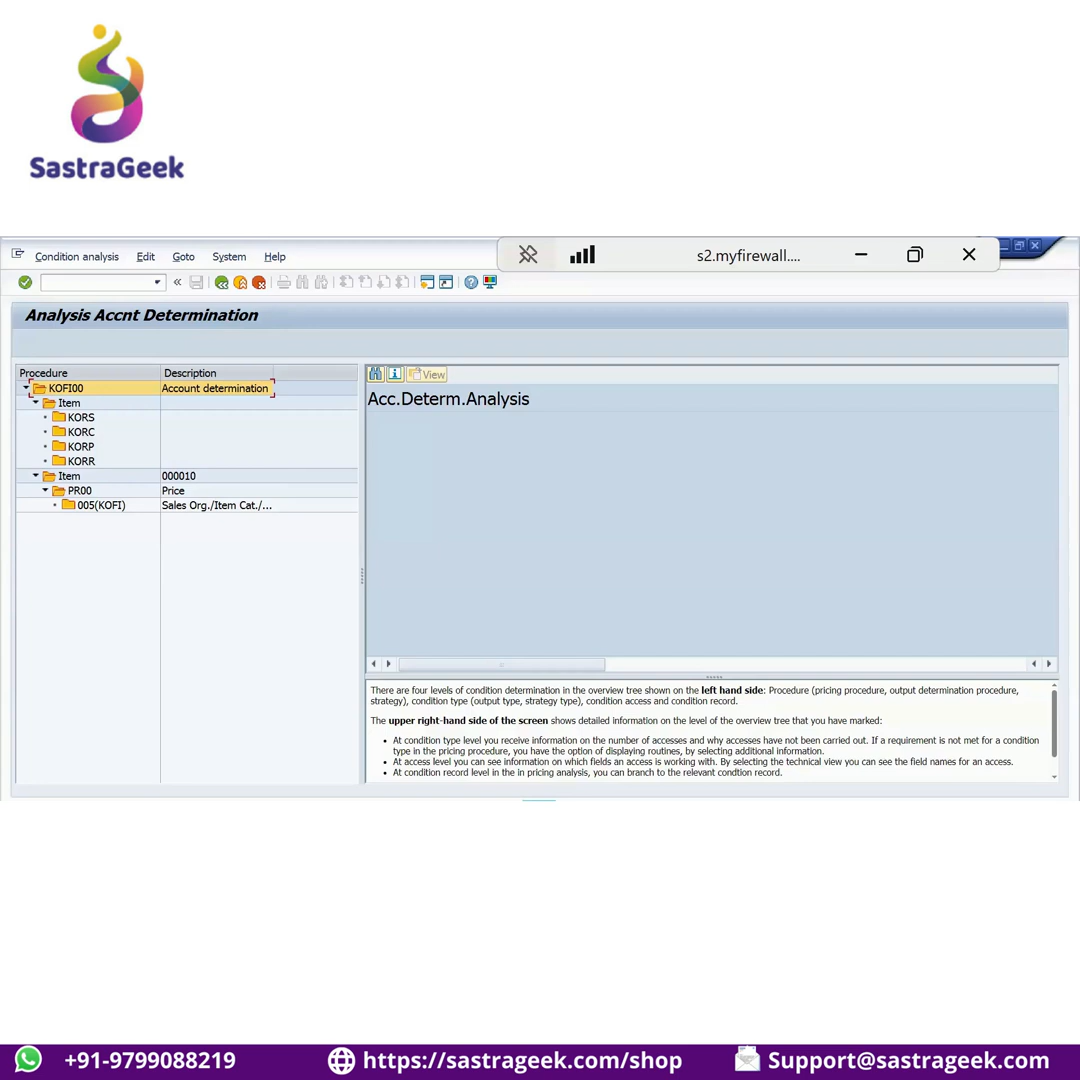 SastraGeek
Condition analysis Edit Goto System Help
s2.myfirewall....
Analysis Accnt Determination
Procedure Description
KOFI00 Account determination
Item
KORS
KORC
KORP
KORR
Item 000010
PR00 Price
005(KOFI) Sales Org./Item Cat./...
View
Acc.Determ.Analysis
There are four levels of condition determination in the overview tree shown on the left hand side: Procedure (pricing procedure, output determination procedure,
strategy), condition type (output type, strategy type), condition access and condition record.
The upper right-hand side of the screen shows detailed information on the level of the overview tree that you have marked:
• At condition type level you receive information on the number of accesses and why accesses have not been carried out. If a requirement is not met for a condition
type in the pricing procedure, you have the option of displaying routines, by selecting additional information.
• At access level you can see information on which fields an access is working with. By selecting the technical view you can see the field names for an access.
• At condition record level in the in pricing analysis, you can branch to the relevant condtion record.
+91-9799088219 https://sastrageek.com/shop Support@sastrageek.com